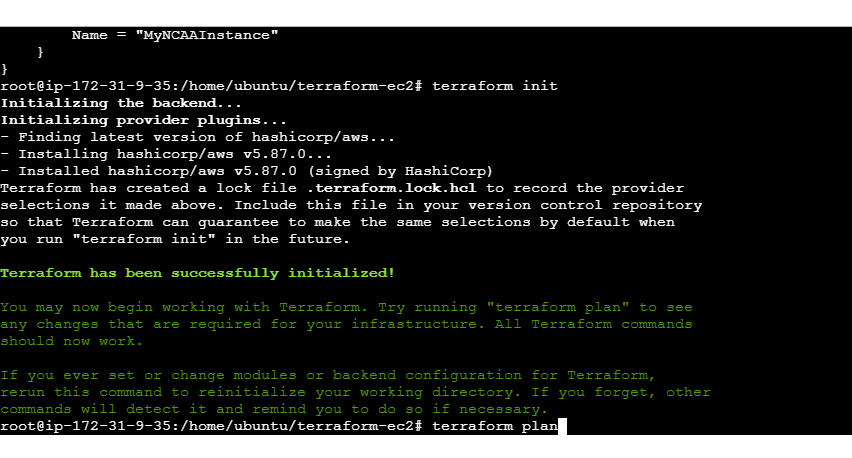 Name = "MyNCAAInstance"
}
}
root@ip-172-31-9-35:/home/ubuntu/terraform-ec2# terraform init
Initializing the backend...
Initializing provider plugins...
- Finding latest version of hashicorp/aws...
- Installing hashicorp/aws v5.87.0...
- Installed hashicorp/aws v5.87.0 (signed by HashiCorp)
Terraform has created a lock file .terraform.lock.hcl to record the provider
selections it made above. Include this file in your version control repository
so that Terraform can guarantee to make the same selections by default when
you run "terraform init" in the future.
Terraform has been successfully initialized!
You may now begin working with Terraform. Try running "terraform plan" to see
any changes that are required for your infrastructure. All Terraform commands
should now work.
If you ever set or change modules or backend configuration for Terraform,
rerun this command to reinitialize your working directory. If you forget, other
commands will detect it and remind you to do so if necessary.
root@ip-172-31-9-35:/home/ubuntu/terraform-ec2# terraform plan